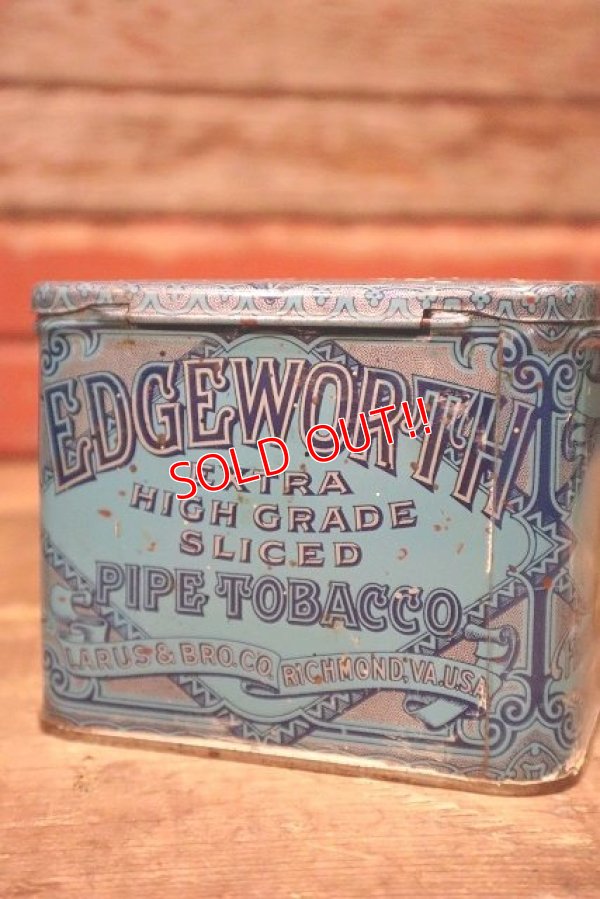 EDGEWORTH
SOLD OUT!!
EXTRA
HIGH GRADE
SLICED
PIPE TOBACCO
LARUS & BRO. CO. RICHMOND, VA. U.S.A.